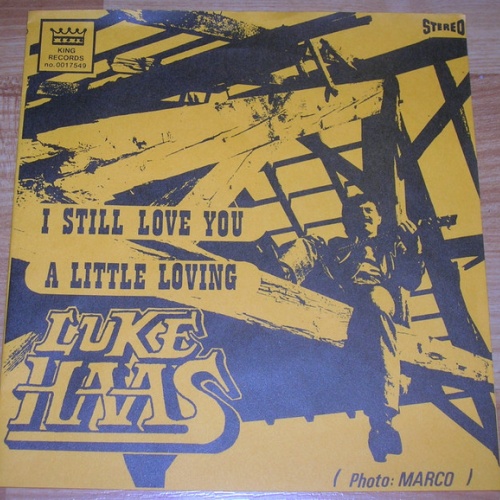 KING
RECORDS
no.0017549
STEREO
I STILL LOVE YOU
A LITTLE LOVING
LUKE
HAAS
( Photo: MARCO )